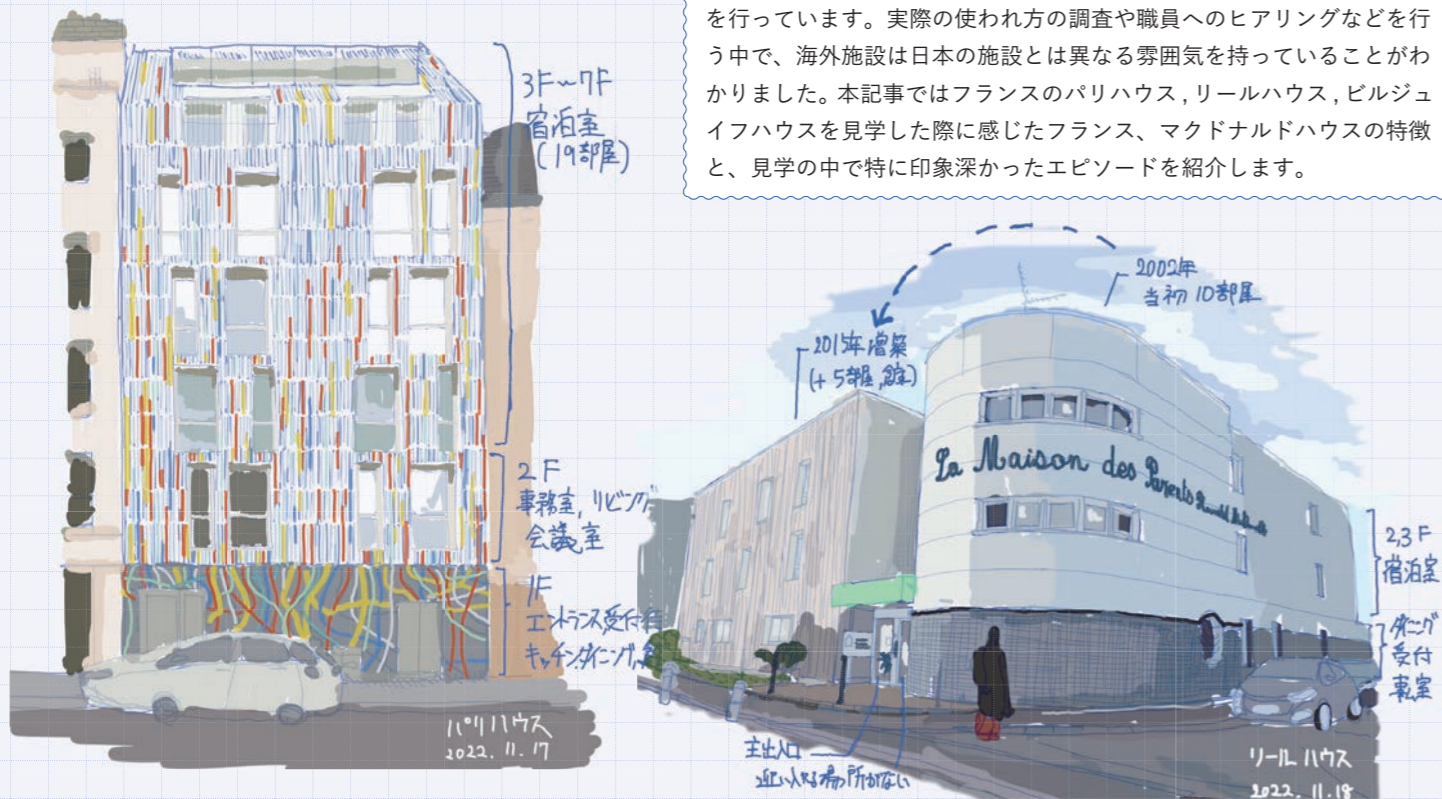 を行っています。実際の使われ方の調査や職員へのヒアリングなどを行
う中で、海外施設は日本の施設とは異なる雰囲気を持っていることがわ
かりました。本記事ではフランスのパリハウス,リールハウス,ビルジュ
イフハウスを見学した際に感じたフランス、マクドナルドハウスの特徴
と、見学の中で特に印象深かったエピソードを紹介します。
3F〜7F
宿泊室
(19部屋)
2F
事務室,リビング
会議室
1F
エントランス受付
キッチンダイニング
パリハウス
2022.11.17
2002年
当初10部屋
2015年増築
(+5部屋
La Maison des Parents
2,3F
宿泊室
ダイニング
受付
主出入口
場所がない
リールハウス
2022.11.18